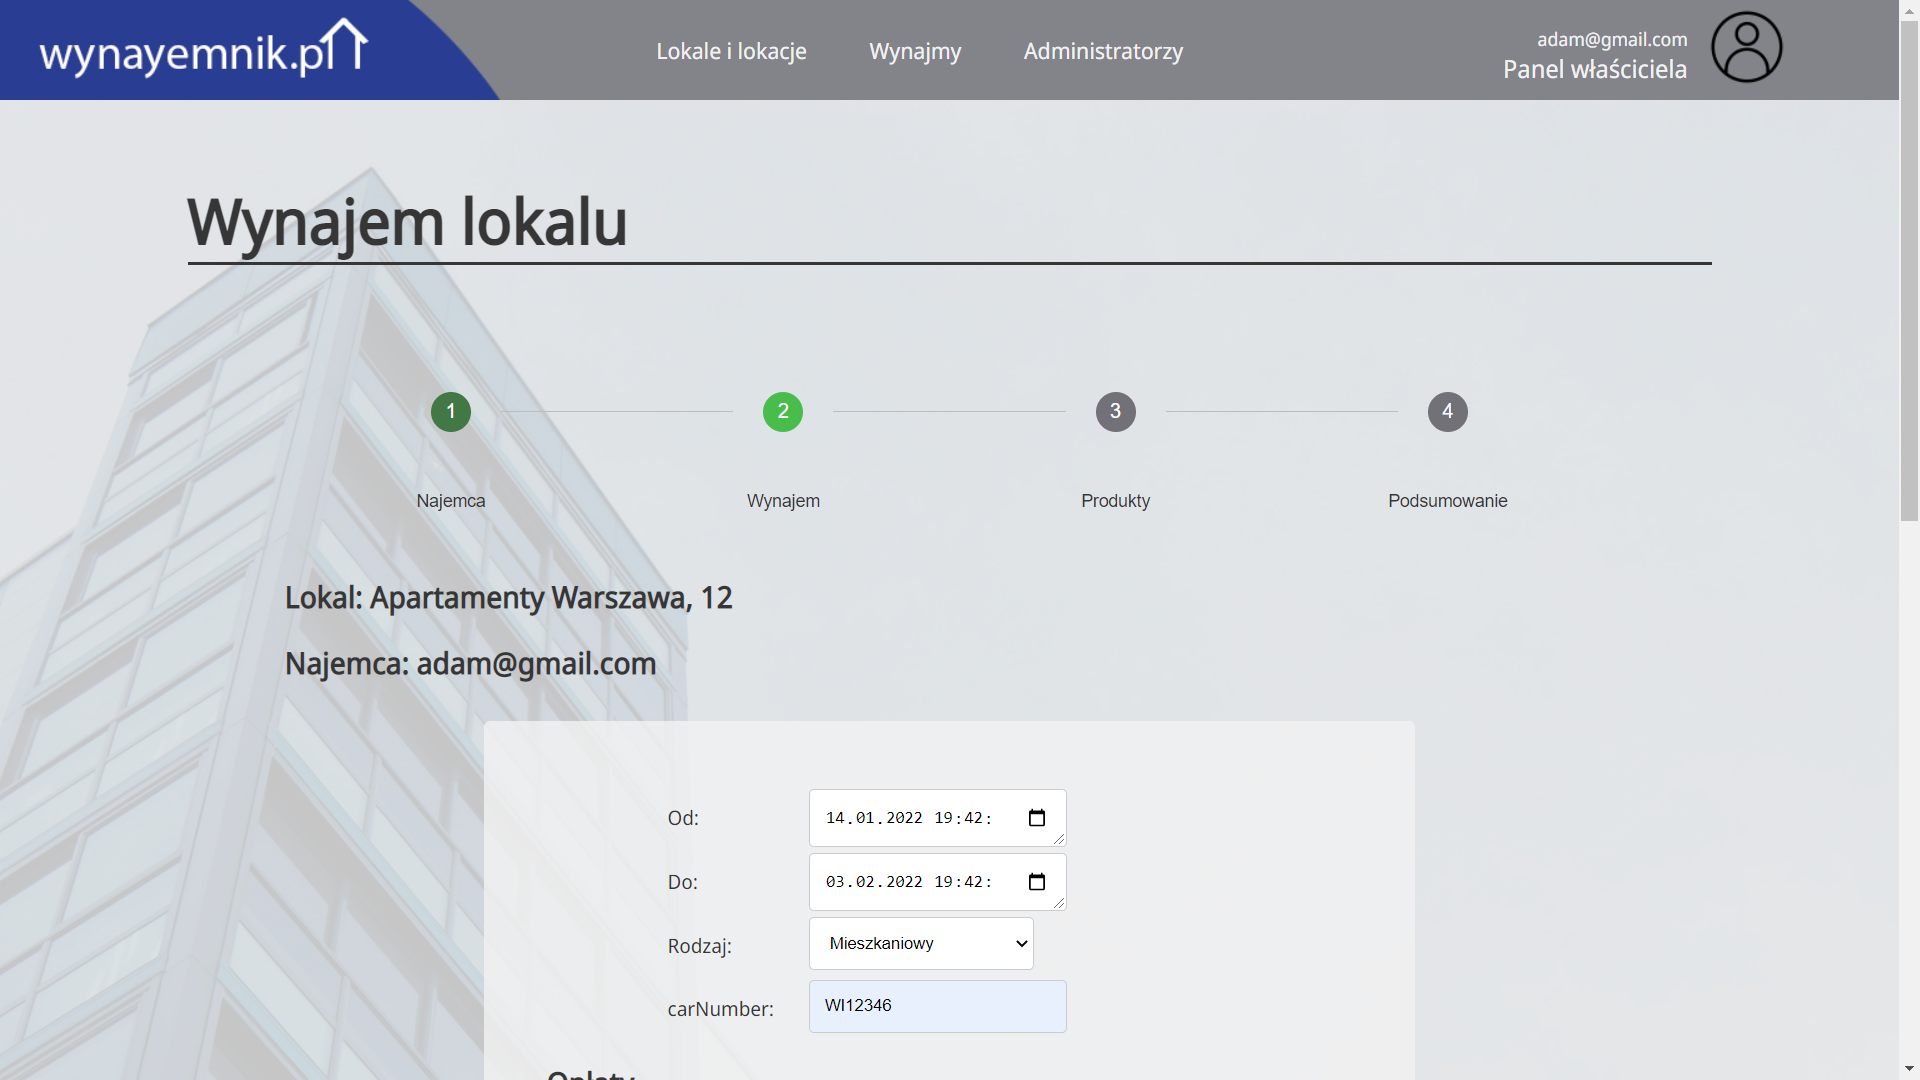 wynayemnik.pl
Lokale i lokacje
Wynajmy
Administratorzy
adam@gmail.com
Panel właściciela
Wynajem lokalu
1
2
3
4
Najemca
Wynajem
Produkty
Podsumowanie
Lokal: Apartamenty Warszawa, 12
Najemca: adam@gmail.com
Od:
14.01.2022 19:42:
Do:
03.02.2022 19:42:
Rodzaj:
Mieszkaniowy
carNumber:
WI12346